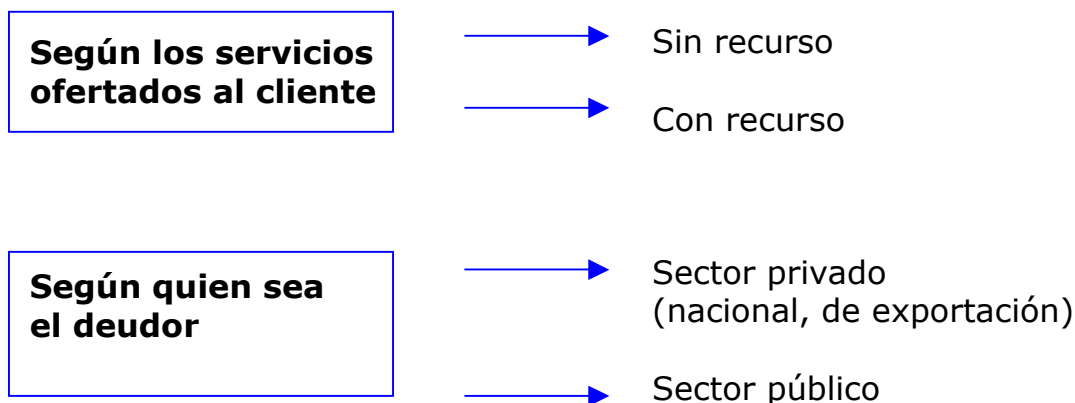 Según los servicios
ofertados al cliente
Sin recurso
Con recurso
Según quien sea
el deudor
Sector privado
(nacional, de exportación)
Sector público